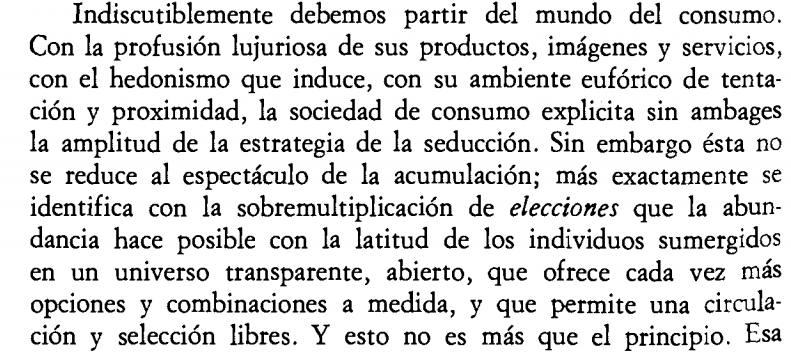 Indiscutiblemente debemos partir del mundo del consumo.
Con la profusión lujuriosa de sus productos, imágenes y servicios,
con el hedonismo que induce, con su ambiente eufórico de tenta-
ción y proximidad, la sociedad de consumo explicita sin ambages
la amplitud de la estrategia de la seducción. Sin embargo ésta no
se reduce al espectáculo de la acumulación; más exactamente se
identifica con la sobremultiplicación de elecciones que la abun-
dancia hace posible con la latitud de los individuos sumergidos
en un universo transparente, abierto, que ofrece cada vez más
opciones y combinaciones a medida, y que permite una circula-
ción y selección libres. Y esto no es más que el principio. Esa